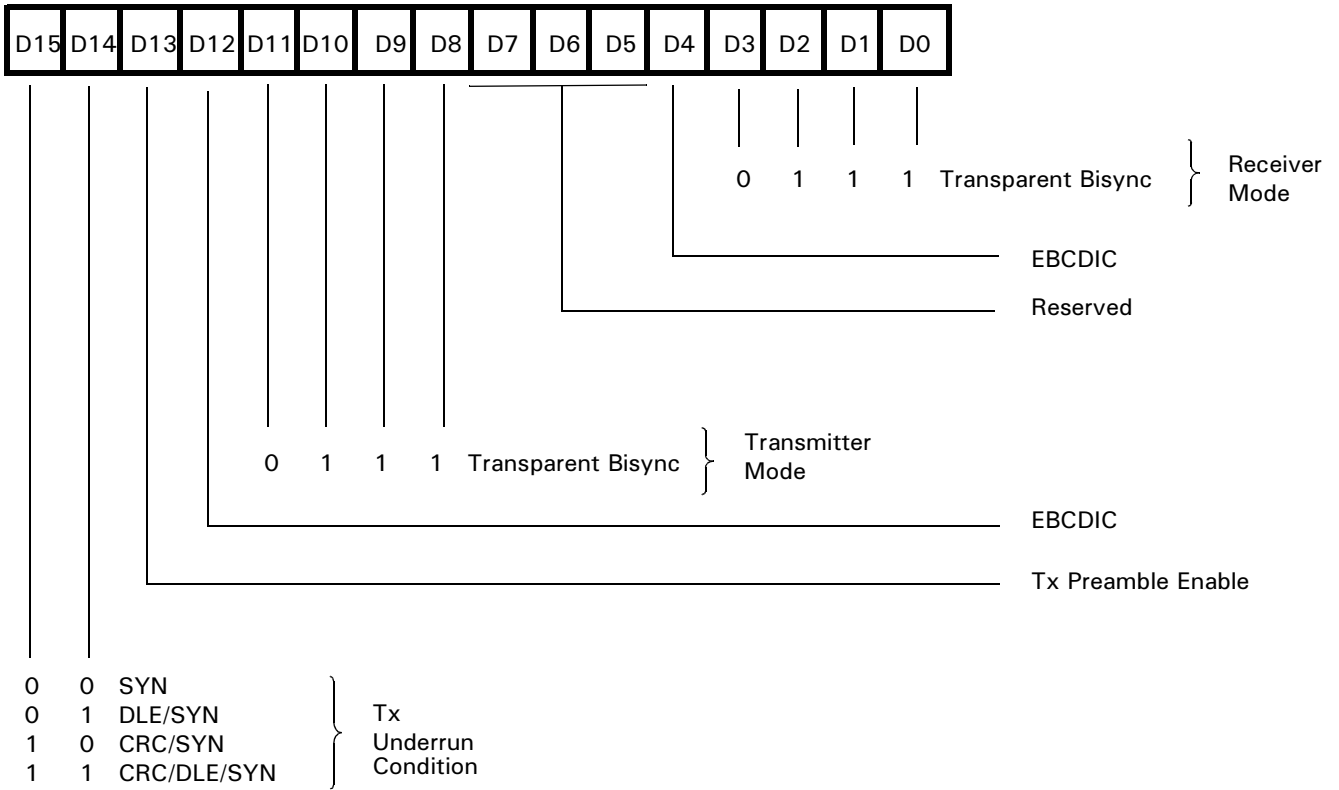 D15 D14 D13 D12 D11 D10 D9 D8 D7 D6 D5 D4 D3 D2 D1 D0
0 1 1 1 Transparent Bisync
Receiver
Mode
EBCDIC
Reserved
0 1 1 1 Transparent Bisync
Transmitter
Mode
EBCDIC
Tx Preamble Enable
0 0 SYN
0 1 DLE/SYN
1 0 CRC/SYN
1 1 CRC/DLE/SYN
Tx
Underrun
Condition